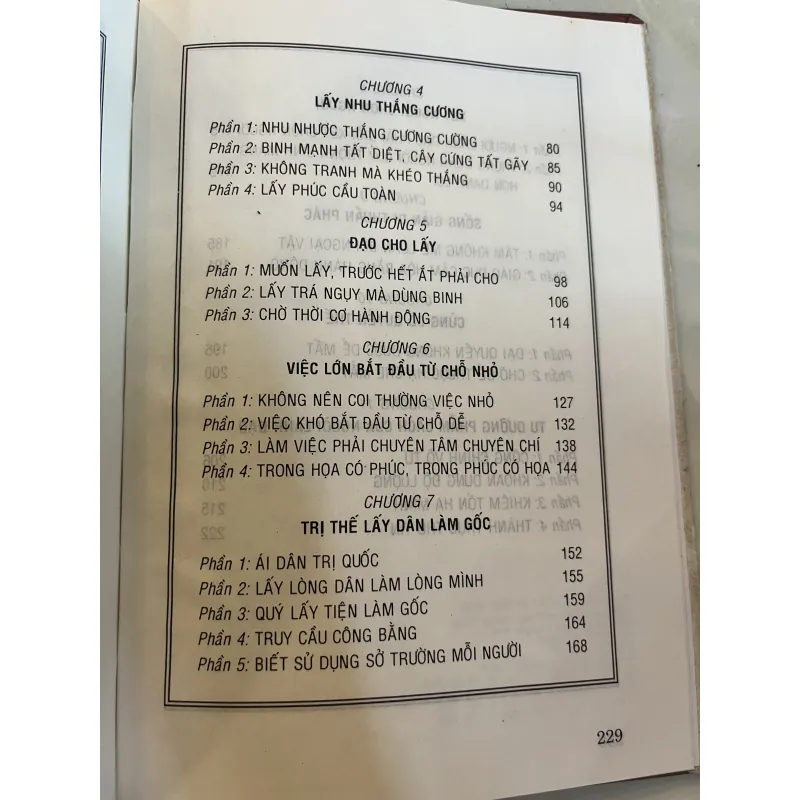 CHƯƠNG 4
LẤY NHU THẮNG CƯƠNG
Phần 1: NHU NHƯỢC THẮNG CƯƠNG CƯỜNG 80
Phần 2: BINH MẠNH TẤT DIỆT, CÂY CỨNG TẤT GÃY 85
Phần 3: KHÔNG TRANH MÀ KHÉO THẮNG 90
Phần 4: LẤY PHÚC CẦU TOÀN 94
CHƯƠNG 5
ĐẠO CHO LẤY
Phần 1: MUỐN LẤY, TRƯỚC HẾT ẮT PHẢI CHO 98
Phần 2: LẤY TRÁ NGỤY MÀ DÙNG BINH 106
Phần 3: CHỜ THỜI CƠ HÀNH ĐỘNG 114
CHƯƠNG 6
VIỆC LỚN BẮT ĐẦU TỪ CHỖ NHỎ
Phần 1: KHÔNG NÊN COI THƯỜNG VIỆC NHỎ 127
Phần 2: VIỆC KHÓ BẮT ĐẦU TỪ CHỖ DỄ 132
Phần 3: LÀM VIỆC PHẢI CHUYÊN TÂM CHUYÊN CHÍ 138
Phần 4: TRONG HỌA CÓ PHÚC, TRONG PHÚC CÓ HỌA 144
CHƯƠNG 7
TRỊ THẾ LẤY DÂN LÀM GỐC
Phần 1: ÁI DÂN TRỊ QUỐC 152
Phần 2: LẤY LÒNG DÂN LÀM LÒNG MÌNH 155
Phần 3: QUÝ LẤY TIỆN LÀM GỐC 159
Phần 4: TRUY CẦU CÔNG BẰNG 164
Phần 5: BIẾT SỬ DỤNG SỞ TRƯỜNG MỖI NGƯỜI 168
229